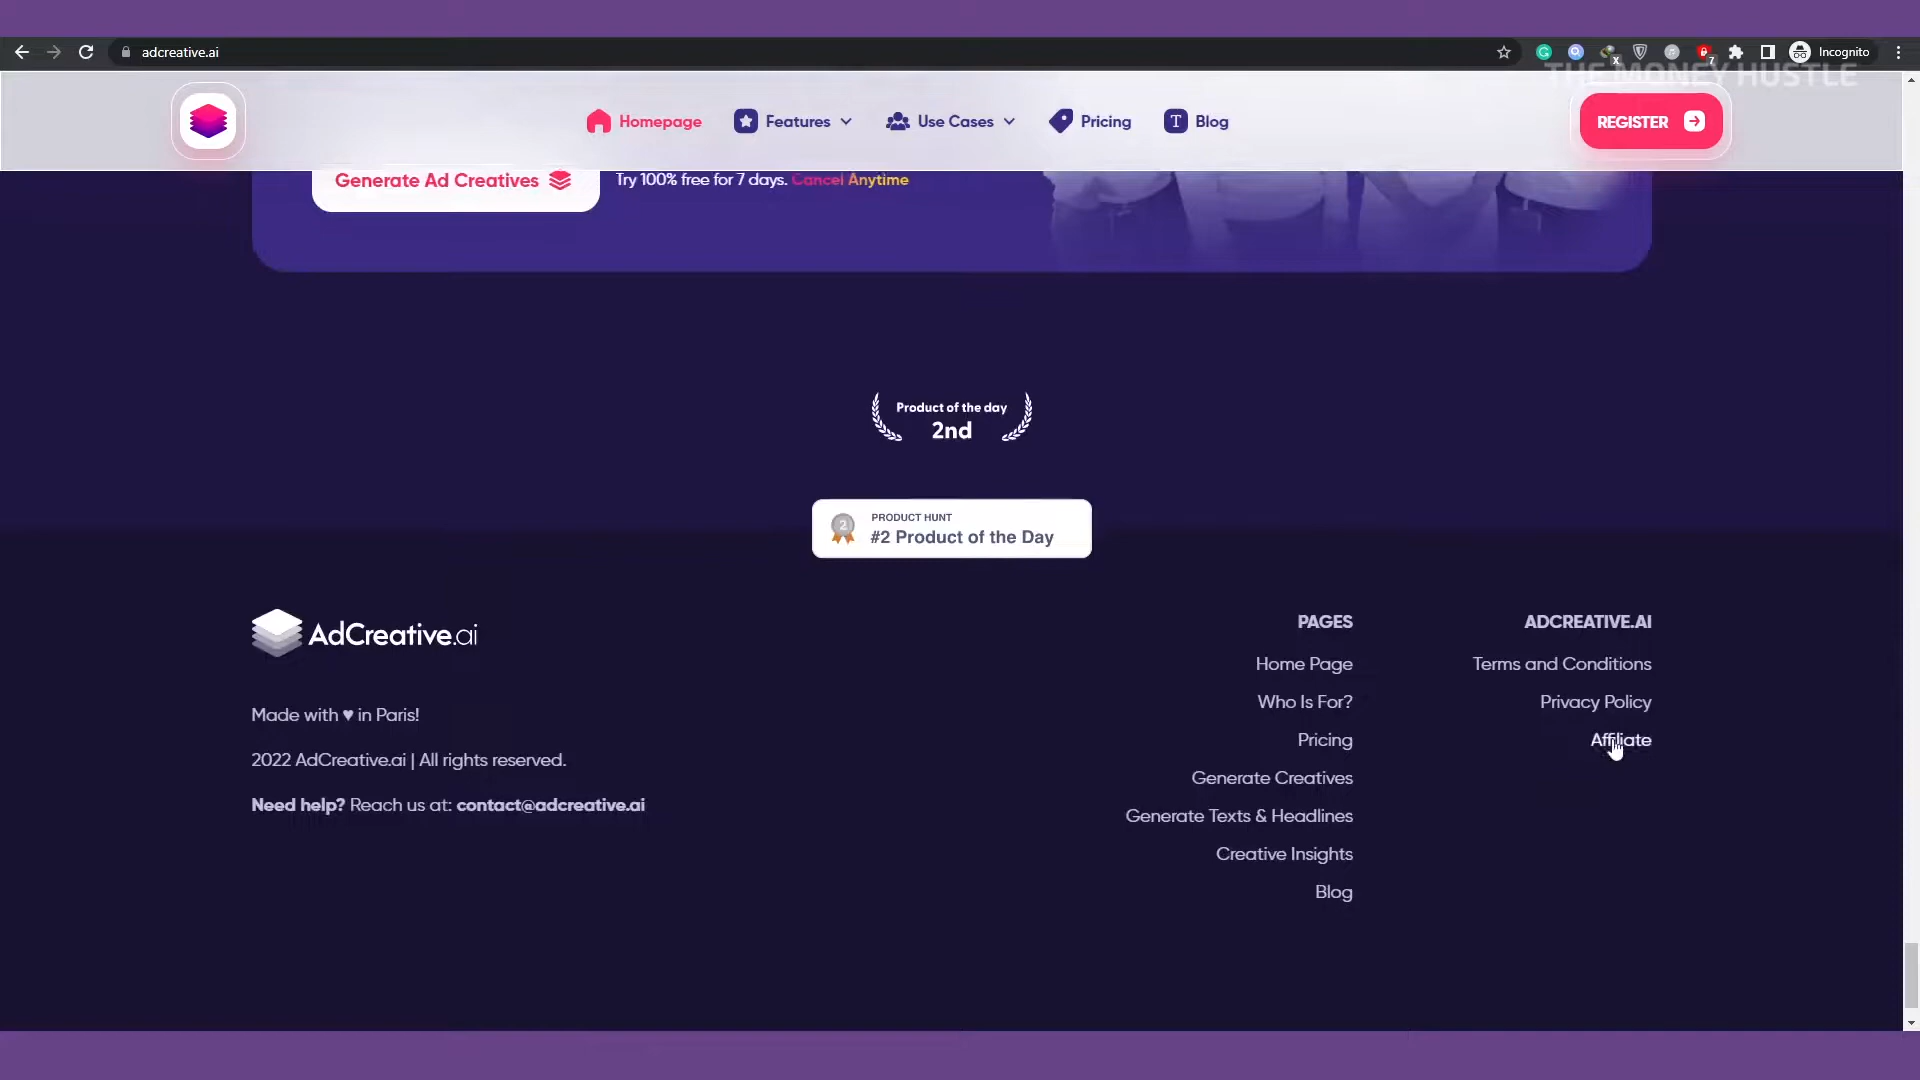 adcreative.ai
Incognito
THE MONEY HUSTLE
Homepage
Features
Use Cases
Pricing
Blog
REGISTER
Generate Ad Creatives
Try 100% free for 7 days. Cancel Anytime
Product of the day
2nd
PRODUCT HUNT
#2 Product of the Day
AdCreative.ai
Made with ♥ in Paris!
2022 AdCreative.ai | All rights reserved.
Need help? Reach us at: contact@adcreative.ai
PAGES
Home Page
Who Is For?
Pricing
Generate Creatives
Generate Texts & Headlines
Creative Insights
Blog
ADCREATIVE.AI
Terms and Conditions
Privacy Policy
Affiliate